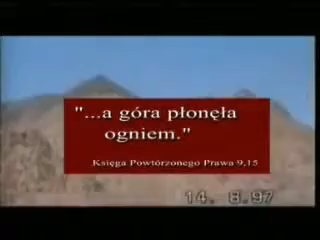 "...a góra płonęła
ogniem."
Księga Powtórzonego Prawa 9,15
14. 8.97